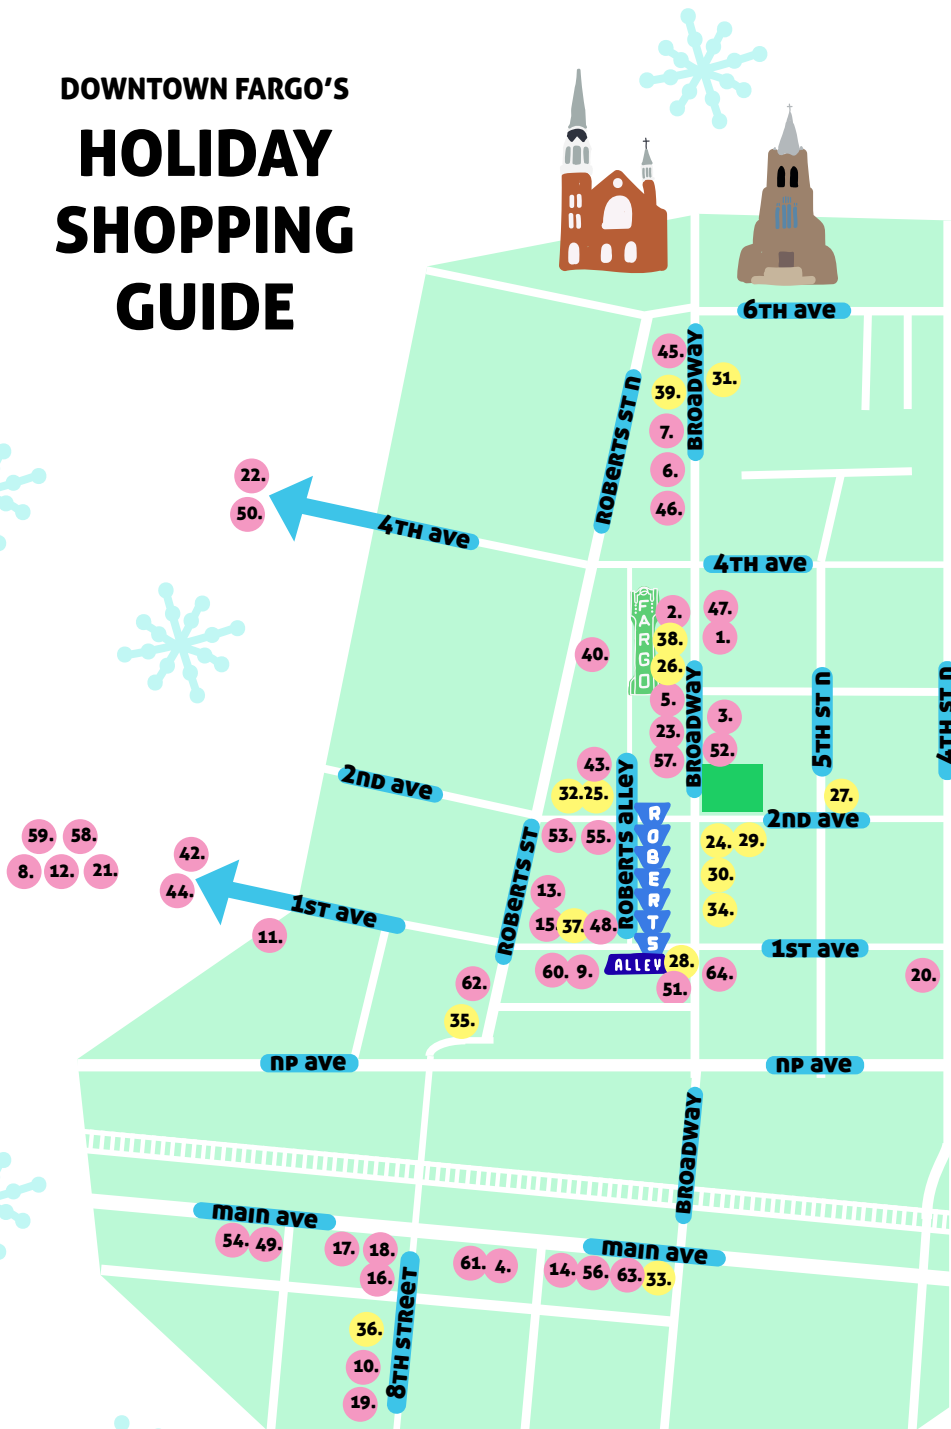 DOWNTOWN FARGO'S
HOLIDAY
SHOPPING
GUIDE
6TH ave
45.
BROADWAY
31.
39.
ROBERTS ST N
7.
6.
46.
22.
50.
4TH ave
4TH ave
FARGO
2.
47.
38.
1.
40.
26.
5.
3.
23.
52.
57.
BROADWAY
5TH ST N
4TH ST N
43.
ROBERTS ALLEY
2ND ave
32.
25.
27.
2ND ave
59.
58.
8.
12.
21.
42.
44.
53.
55.
ROBERTS
ALLEY
24.
29.
30.
34.
ROBERTS ST
13.
15.
37.
48.
1ST ave
11.
1ST ave
60.
9.
28.
64.
51.
20.
62.
35.
NP ave
NP ave
BROADWAY
main ave
54.
49.
17.
18.
16.
61.
4.
main ave
14.
56.
63.
33.
8TH STREET
36.
10.
19.